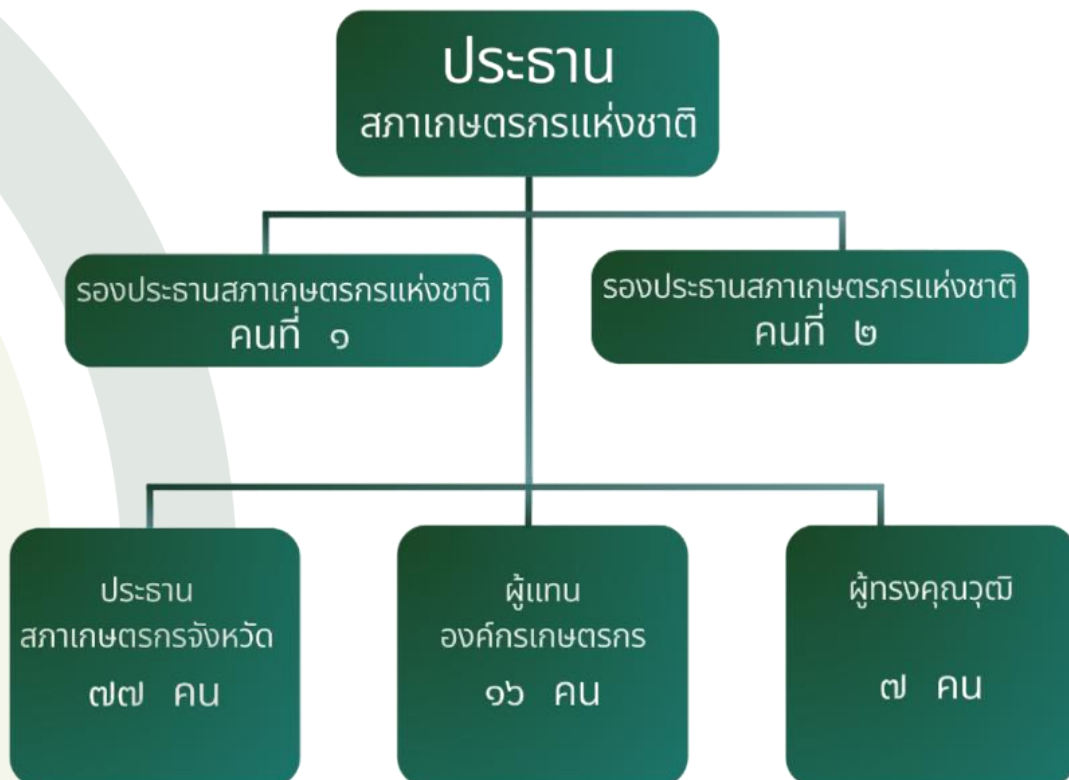 ประธาน
สภาเกษตรกรแห่งชาติ
รองประธานสภาเกษตรกรแห่งชาติ
คนที่ ๑
รองประธานสภาเกษตรกรแห่งชาติ
คนที่ ๒
ประธาน
สภาเกษตรกรจังหวัด
๗๗ คน
ผู้แทน
องค์กรเกษตรกร
๑๖ คน
ผู้ทรงคุณวุฒิ
๗ คน